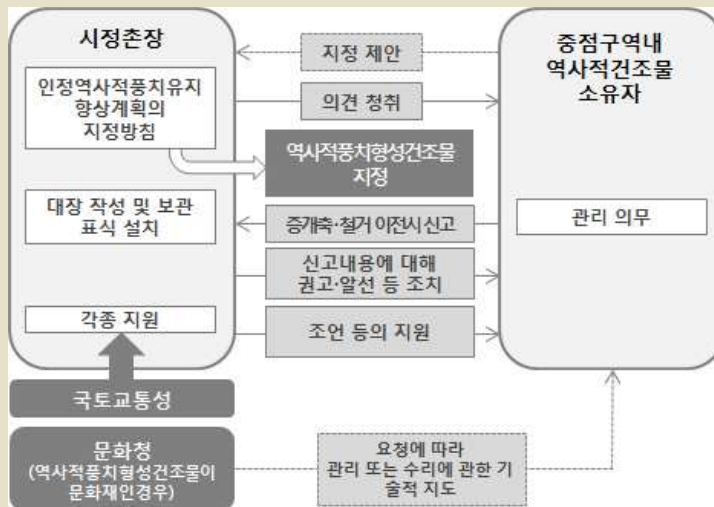 시정촌장
인정역사적풍치유지
향상계획의
지정방침
대장 작성 및 보관
표식 설치
각종 지원
국토교통성
문화청
(역사적풍치형성건조물이
문화재인경우)
지정 제안
의견 청취
역사적풍치형성건조물
지정
증개축·철거 이전시 신고
신고내용에 대해
권고·알선 등 조치
조언 등의 지원
요청에 따라
관리 또는 수리에 관한 기
술적 지도
중점구역내
역사적건조물
소유자
관리 의무